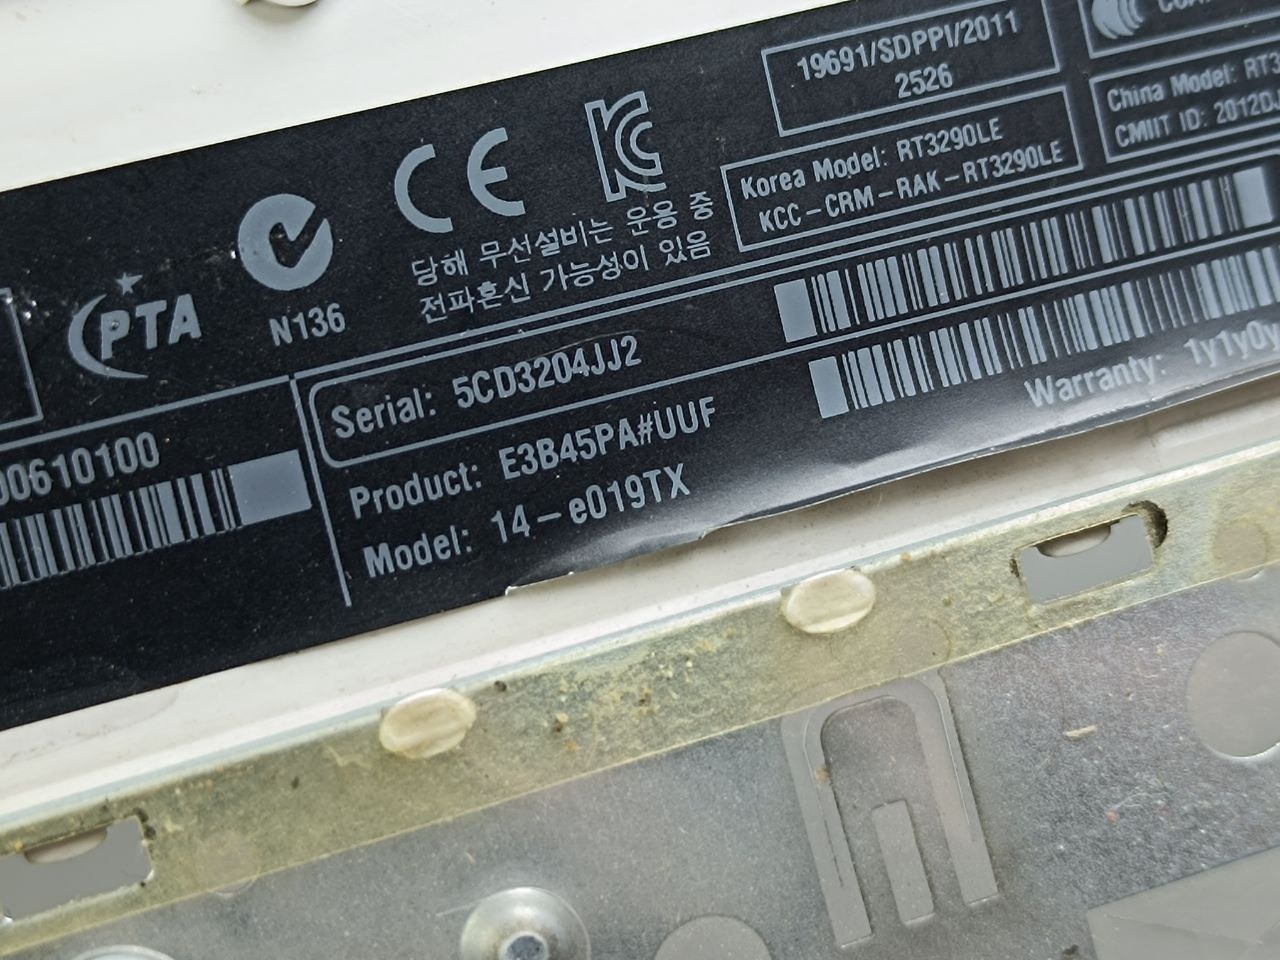 19691/SDPPI/2011
2526
China Model:
CMIIT ID:
Korea Model: RT3290LE
KCC-CRM-RAK-RT3290LE
당해 무선설비는 운용 중
전파혼신 가능성이 있음
CE
KC
N136
PTA
Serial: 5CD3204JJ2
Product: E3B45PA#UUF
Warranty: 1y1y0y
Model: 14-e019TX
00610100